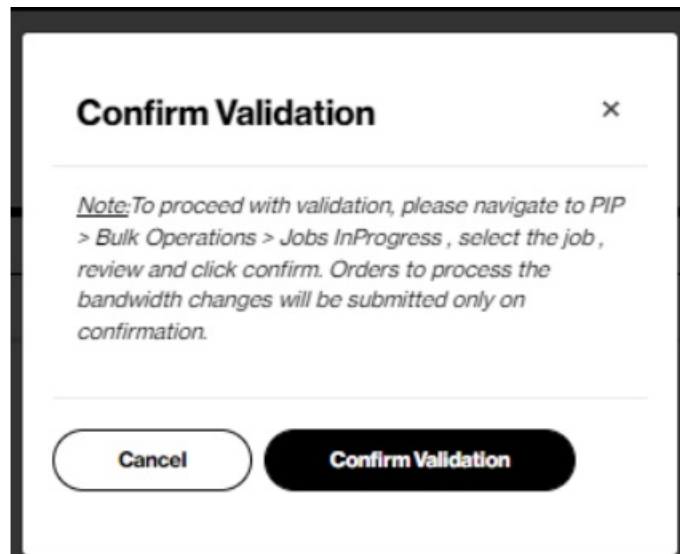 Confirm Validation
×
Note:To proceed with validation, please navigate to PIP
> Bulk Operations > Jobs InProgress , select the job ,
review and click confirm. Orders to process the
bandwidth changes will be submitted only on
confirmation.
Cancel
Confirm Validation